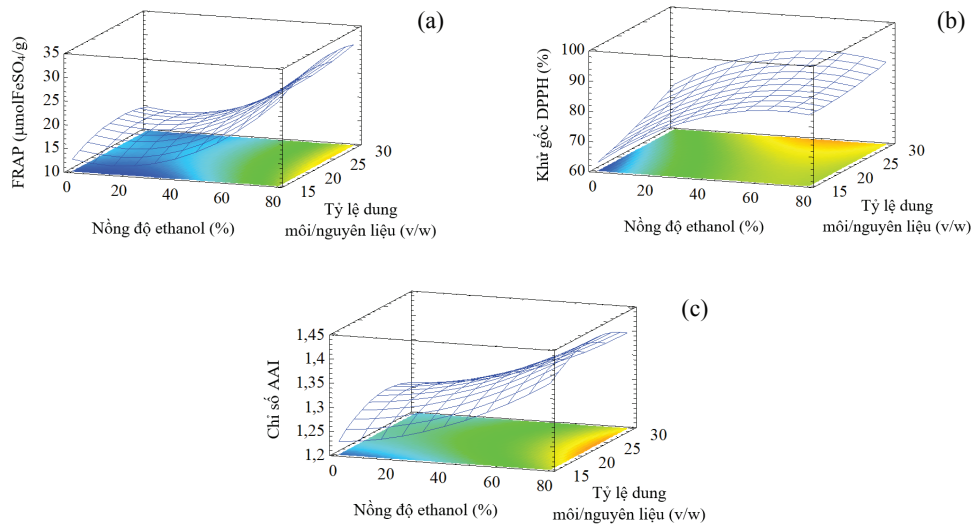 (a)
FRAP (µmolFeSO₄/g)
35
30
25
20
15
10
0
20
40
60
80
15
20
25
30
Nồng độ ethanol (%)
Tỷ lệ dung
môi/nguyên liệu (v/w)
(b)
Khử gốc DPPH (%)
100
90
80
70
60
0
20
40
60
80
15
20
25
30
Nồng độ ethanol (%)
Tỷ lệ dung
môi/nguyên liệu (v/w)
(c)
Chỉ số AAI
1,45
1,4
1,35
1,3
1,25
1,2
0
20
40
60
80
15
20
25
30
Nồng độ ethanol (%)
Tỷ lệ dung
môi/nguyên liệu (v/w)